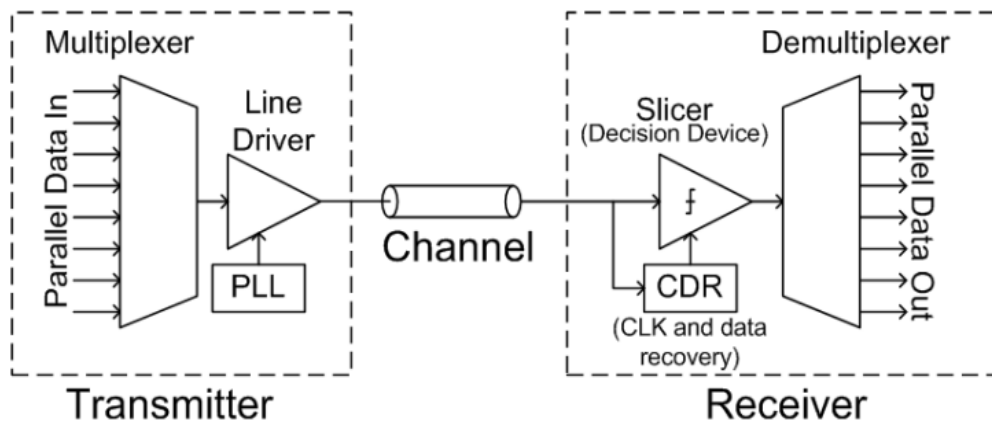 Multiplexer
Parallel Data In
Line
Driver
PLL
Transmitter
Channel
Slicer
(Decision Device)
CDR
(CLK and data
recovery)
Demultiplexer
Parallel Data Out
Receiver